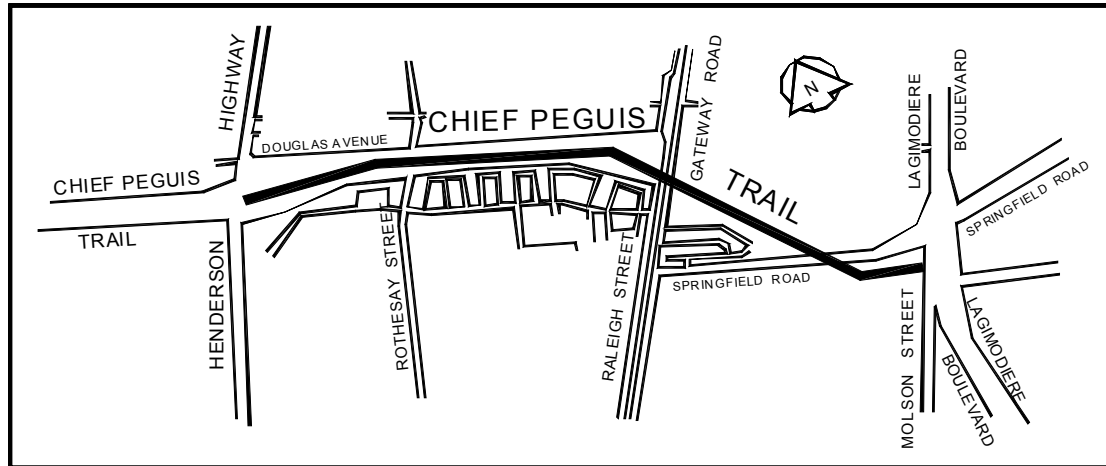 HIGHWAY
DOUGLAS AVENUE
CHIEF PEGUIS
GATEWAY ROAD
N
LAGIMODIERE
BOULEVARD
CHIEF PEGUIS
TRAIL
TRAIL
SPRINGFIELD ROAD
HENDERSON
ROTHESAY STREET
RALEIGH STREET
SPRINGFIELD ROAD
MOLSON STREET
BOULEVARD
LAGIMODIERE